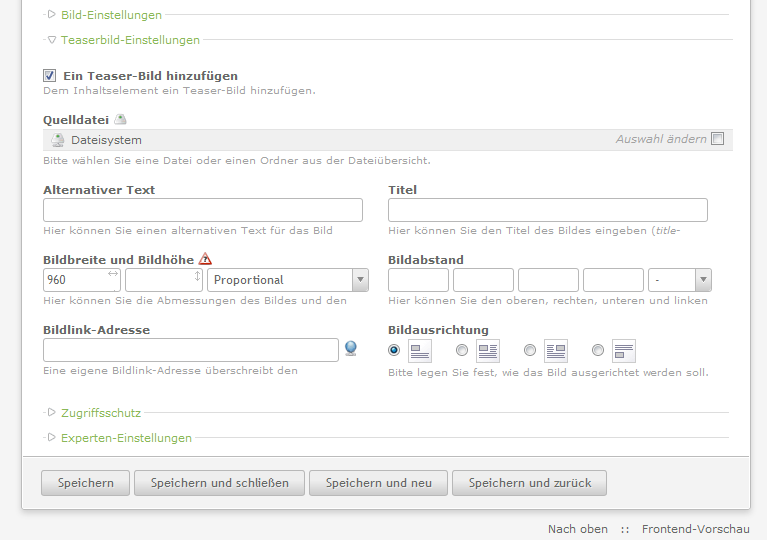 Bild-Einstellungen
Teaserbild-Einstellungen
Ein Teaser-Bild hinzufügen
Dem Inhaltselement ein Teaser-Bild hinzufügen.
Quelldatei
Dateisystem Auswahl ändern
Bitte wählen Sie eine Datei oder einen Ordner aus der Dateiübersicht.
Alternativer Text Titel
Hier können Sie einen alternativen Text für das Bild Hier können Sie den Titel des Bildes eingeben (title-
Bildbreite und Bildhöhe Bildabstand
960 Proportional -
Hier können Sie die Abmessungen des Bildes und den Hier können Sie den oberen, rechten, unteren und linken
Bildlink-Adresse Bildausrichtung
Eine eigene Bildlink-Adresse überschreibt den Bitte legen Sie fest, wie das Bild ausgerichtet werden soll.
Zugriffsschutz
Experten-Einstellungen
Speichern Speichern und schließen Speichern und neu Speichern und zurück
Nach oben :: Frontend-Vorschau